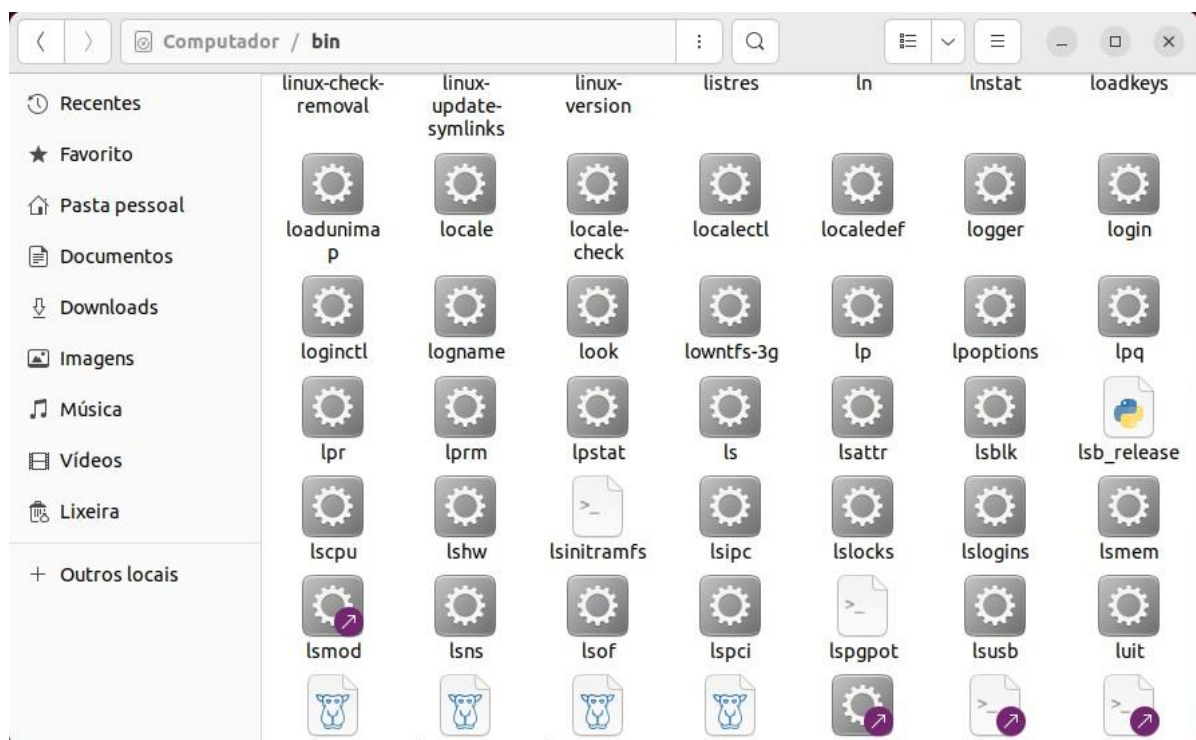 Computador / bin
Recentes
Favorito
Pasta pessoal
Documentos
Downloads
Imagens
Música
Vídeos
Lixeira
+ Outros locais
linux-check- linux- linux- listres ln lnstat loadkeys
removal update- version
symlinks
loadunima locale locale- localectl localedef logger login
p check
loginctl logname look lowntfs-3g lp lpoptions lpq
lpr lprm lpstat ls lsattr lsblk lsb_release
>_
lscpu lshw lsinitramfs lsipc lslocks lslogins lsmem
>_
lsmod lsns lsof lspci lspgpot lsusb luit
>_ >_